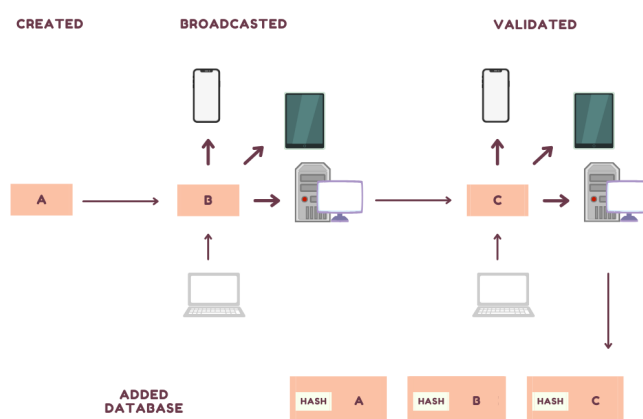 CREATED
BROADCASTED
VALIDATED
A
B
C
ADDED
DATABASE
HASH A
HASH B
HASH C